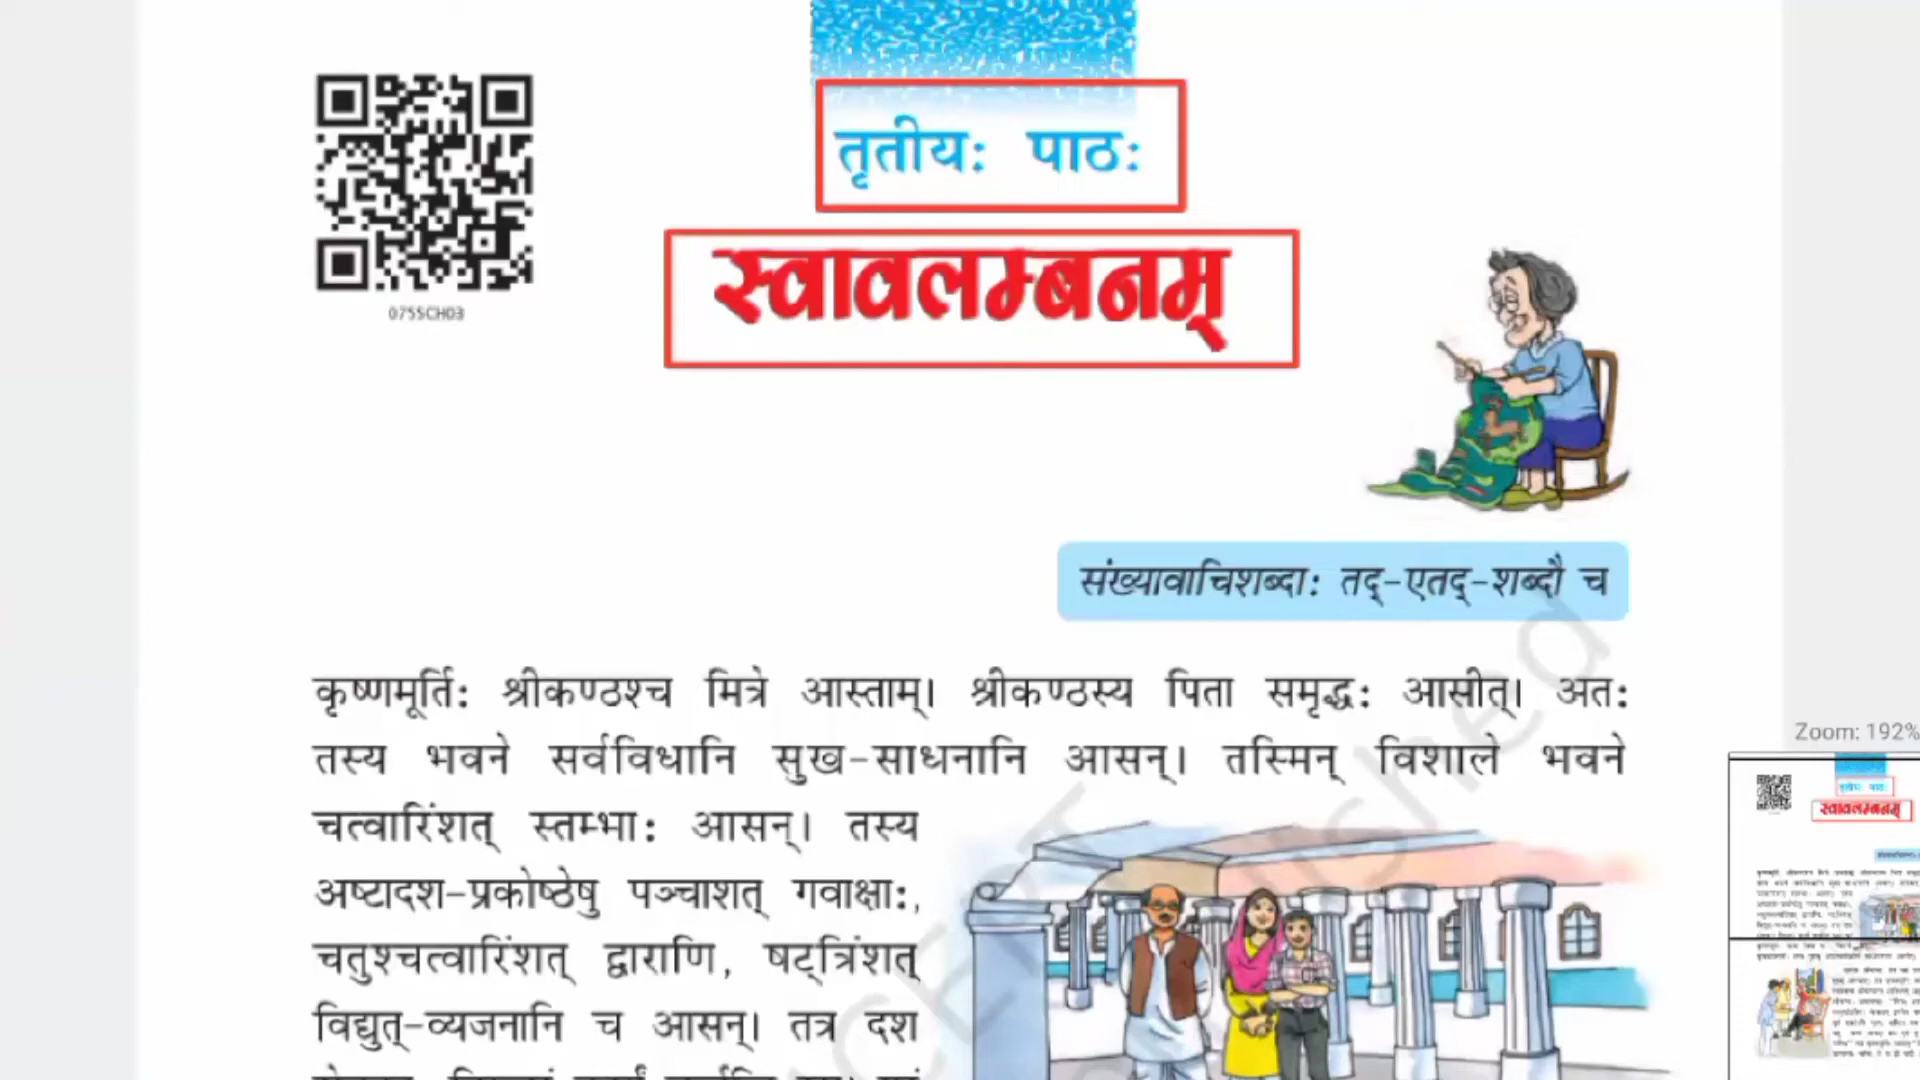 तृतीयः पाठः
स्वावलम्बनम्
0755CH03
संख्यावाचिशब्दाः तद्-एतद्-शब्दौ च
कृष्णमूर्तिः श्रीकण्ठश्च मित्रे आस्ताम्। श्रीकण्ठस्य पिता समृद्धः आसीत्। अतः
तस्य भवने सर्वविधानि सुख-साधनानि आसन्। तस्मिन् विशाले भवने
चत्वारिंशत् स्तम्भाः आसन्। तस्य
अष्टादश-प्रकोष्ठेषु पञ्चाशत् गवाक्षाः,
चतुश्चत्वारिंशत् द्वाराणि, षट्त्रिंशत्
विद्युत्-व्यजनानि च आसन्। तत्र दश
Zoom: 192%
तृतीयः पाठः
स्वावलम्बनम्